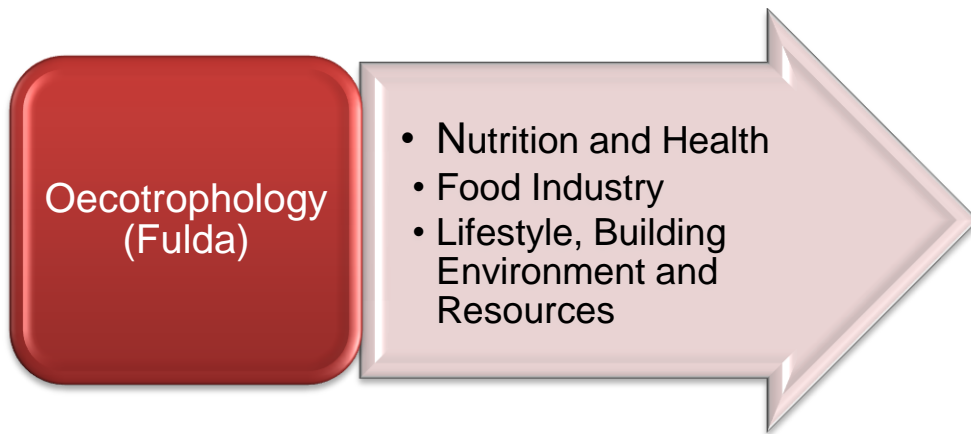 Oecotrophology
(Fulda)
• Nutrition and Health
• Food Industry
• Lifestyle, Building
Environment and
Resources